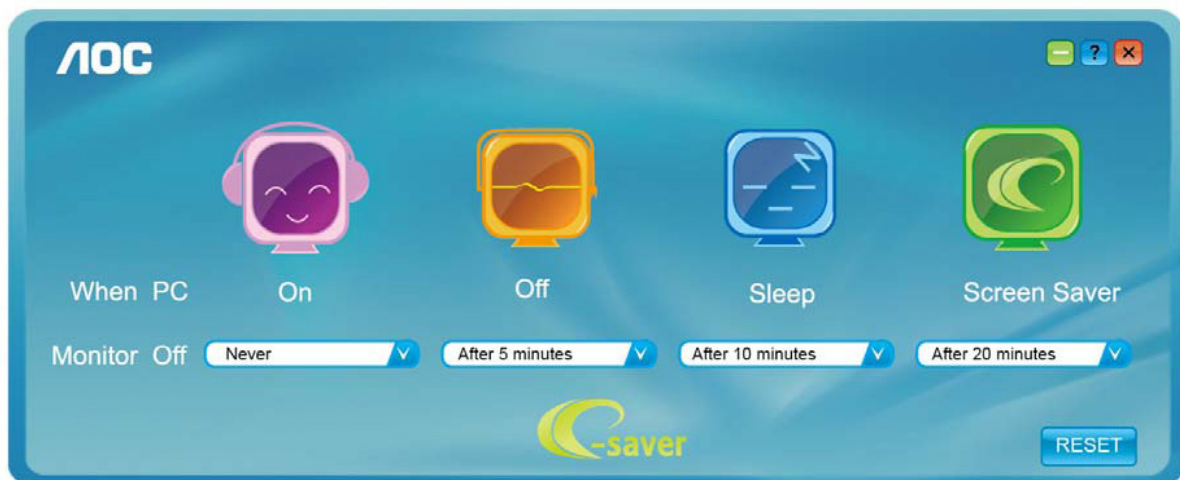 AOC
?
When PC On Off Sleep Screen Saver
Monitor Off Never After 5 minutes After 10 minutes After 20 minutes
e-saver
RESET